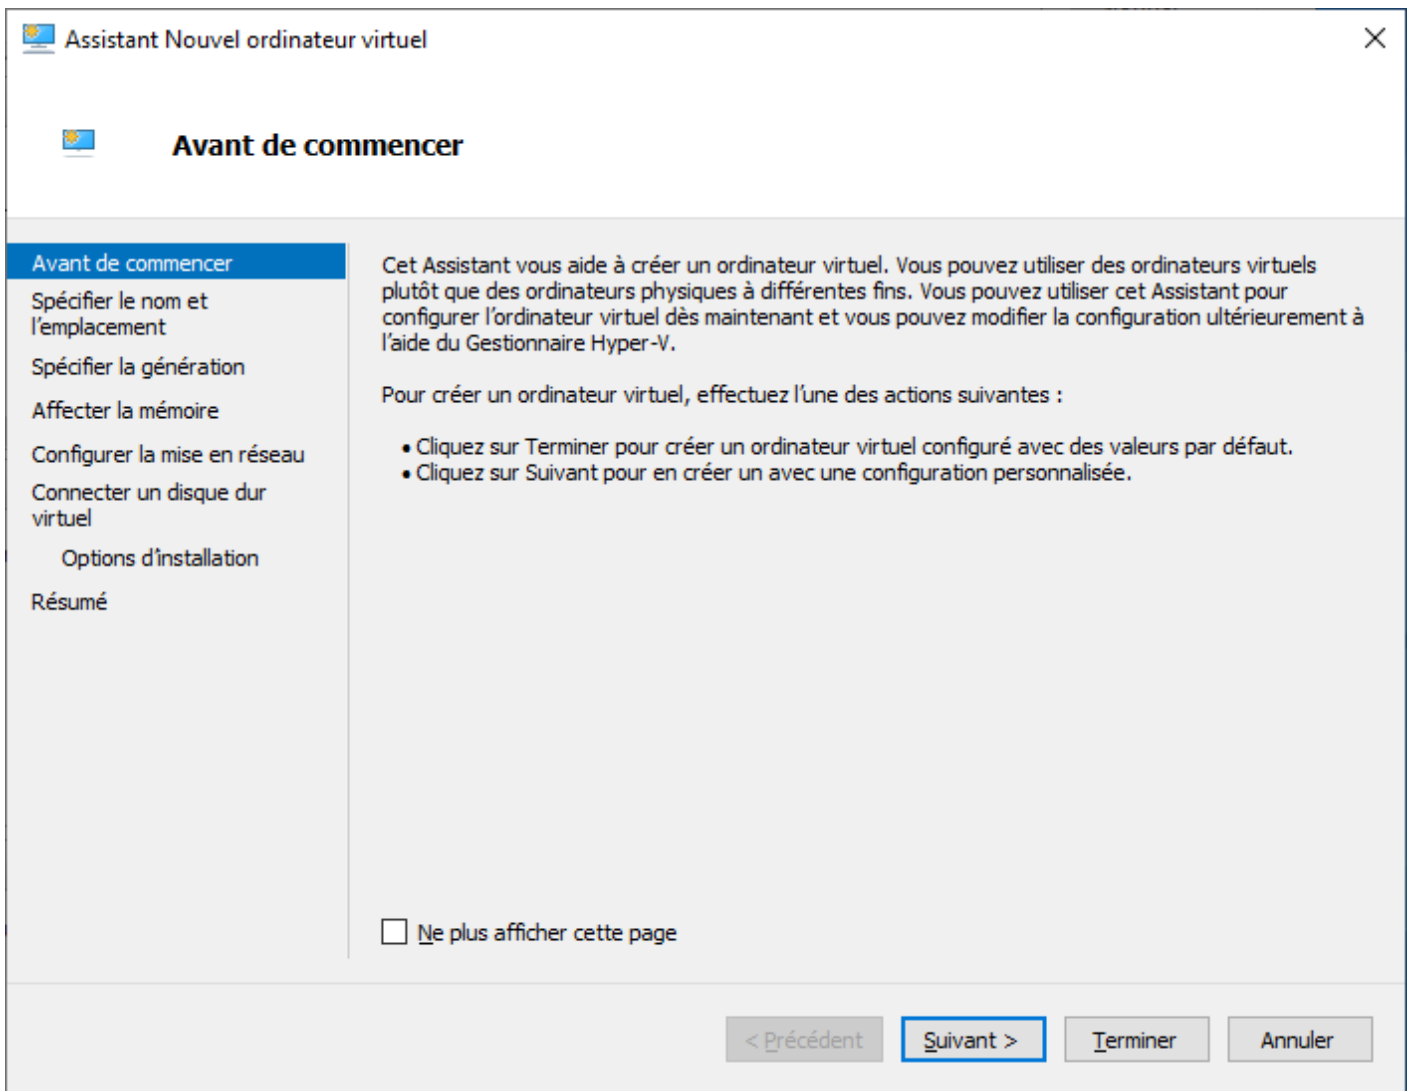 Assistant Nouvel ordinateur virtuel
Avant de commencer
Avant de commencer
Spécifier le nom et
l’emplacement
Spécifier la génération
Affecter la mémoire
Configurer la mise en réseau
Connecter un disque dur
virtuel
Options d’installation
Résumé
Cet Assistant vous aide à créer un ordinateur virtuel. Vous pouvez utiliser des ordinateurs virtuels
plutôt que des ordinateurs physiques à différentes fins. Vous pouvez utiliser cet Assistant pour
configurer l’ordinateur virtuel dès maintenant et vous pouvez modifier la configuration ultérieurement à
l’aide du Gestionnaire Hyper-V.
Pour créer un ordinateur virtuel, effectuez l’une des actions suivantes :
• Cliquez sur Terminer pour créer un ordinateur virtuel configuré avec des valeurs par défaut.
• Cliquez sur Suivant pour en créer un avec une configuration personnalisée.
Ne plus afficher cette page
< Précédent
Suivant >
Terminer
Annuler